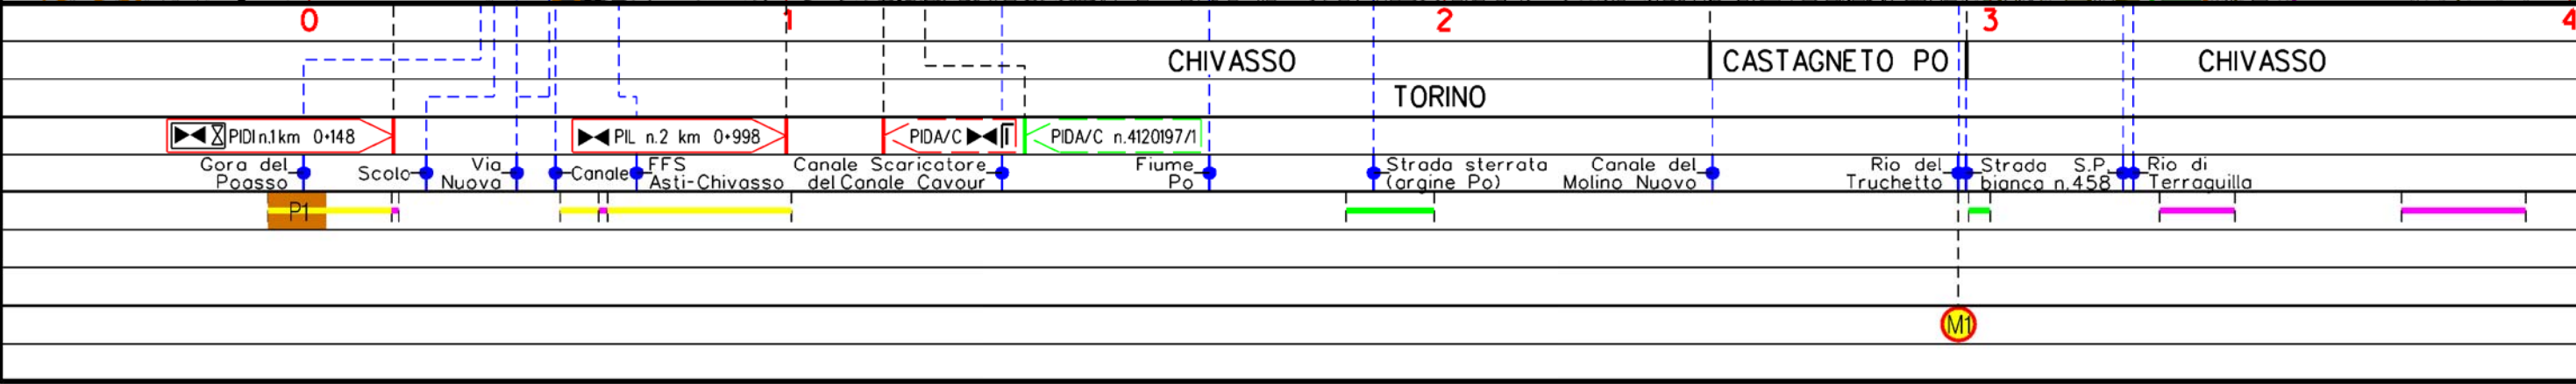 0 1 2 3 4
CHIVASSO CASTAGNETO PO CHIVASSO
TORINO
PIDI n.1 km 0+148 PIL n.2 km 0+998 PIDA/C PIDA/C n.4120197/1
Gora del Poasso
Scolo
Via Nuova
Canale
FFS Asti-Chivasso
Canale Scaricatore del Canale Cavour
Fiume Po
Strada sterrata (argine Po)
Canale del Molino Nuovo
Rio del Truchetto
Strada bianca
S.P. n.458
Rio di Terraquilla
P1
M1